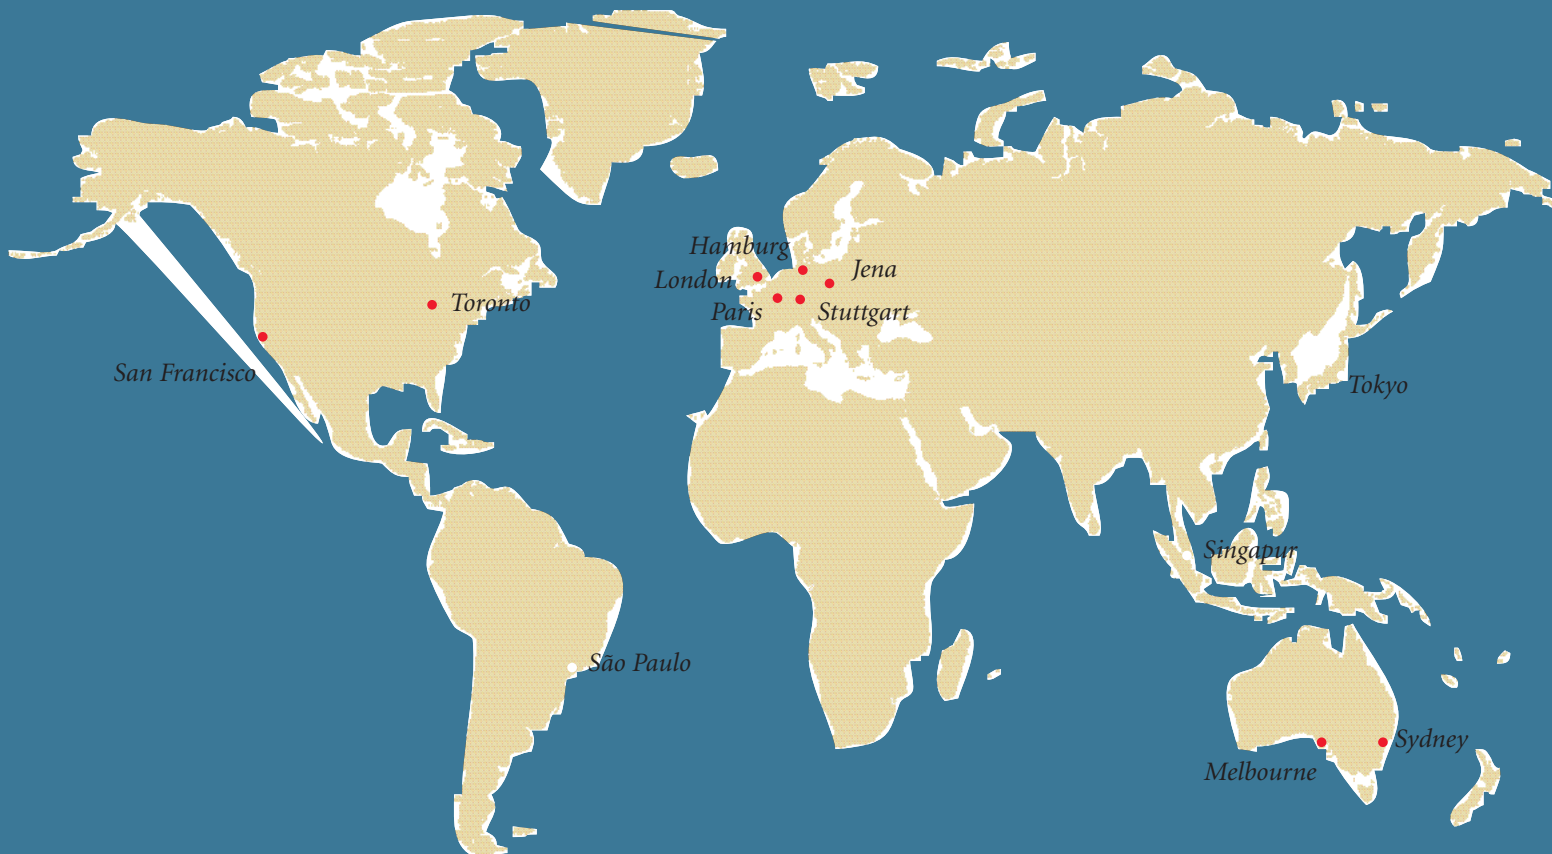 Hamburg
Jena
London
Toronto
Paris
Stuttgart
San Francisco
Tokyo
Singapur
São Paulo
Sydney
Melbourne